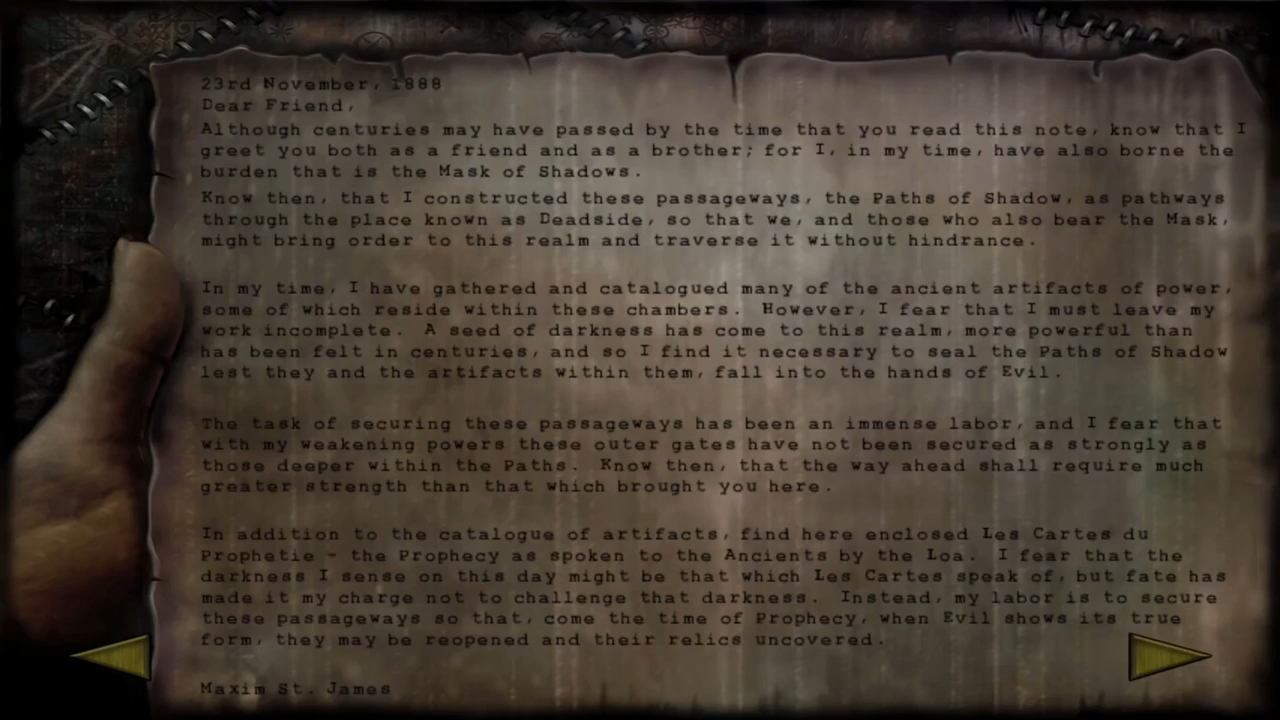 23rd November, 1888
Dear Friend,
Although centuries may have passed by the time that you read this note, know that I
greet you both as a friend and as a brother; for I, in my time, have also borne the
burden that is the Mask of Shadows.
Know then, that I constructed these passageways, the Paths of Shadow, as pathways
through the place known as Deadside, so that we, and those who also bear the Mask,
might bring order to this realm and traverse it without hindrance.
In my time, I have gathered and catalogued many of the ancient artifacts of power,
some of which reside within these chambers. However, I fear that I must leave my
work incomplete. A seed of darkness has come to this realm, more powerful than
has been felt in centuries, and so I find it necessary to seal the Paths of Shadow
lest they and the artifacts within them, fall into the hands of Evil.
The task of securing these passageways has been an immense labor, and I fear that
with my weakening powers these outer gates have not been secured as strongly as
those deeper within the Paths. Know then, that the way ahead shall require much
greater strength than that which brought you here.
In addition to the catalogue of artifacts, find here enclosed Les Cartes du
Prophetie - the Prophecy as spoken to the Ancients by the Loa. I fear that the
darkness I sense on this day might be that which Les Cartes speak of, but fate has
made it my charge not to challenge that darkness. Instead, my labor is to secure
these passageways so that, come the time of Prophecy, when Evil shows its true
form, they may be reopened and their relics uncovered.
Maxim St. James